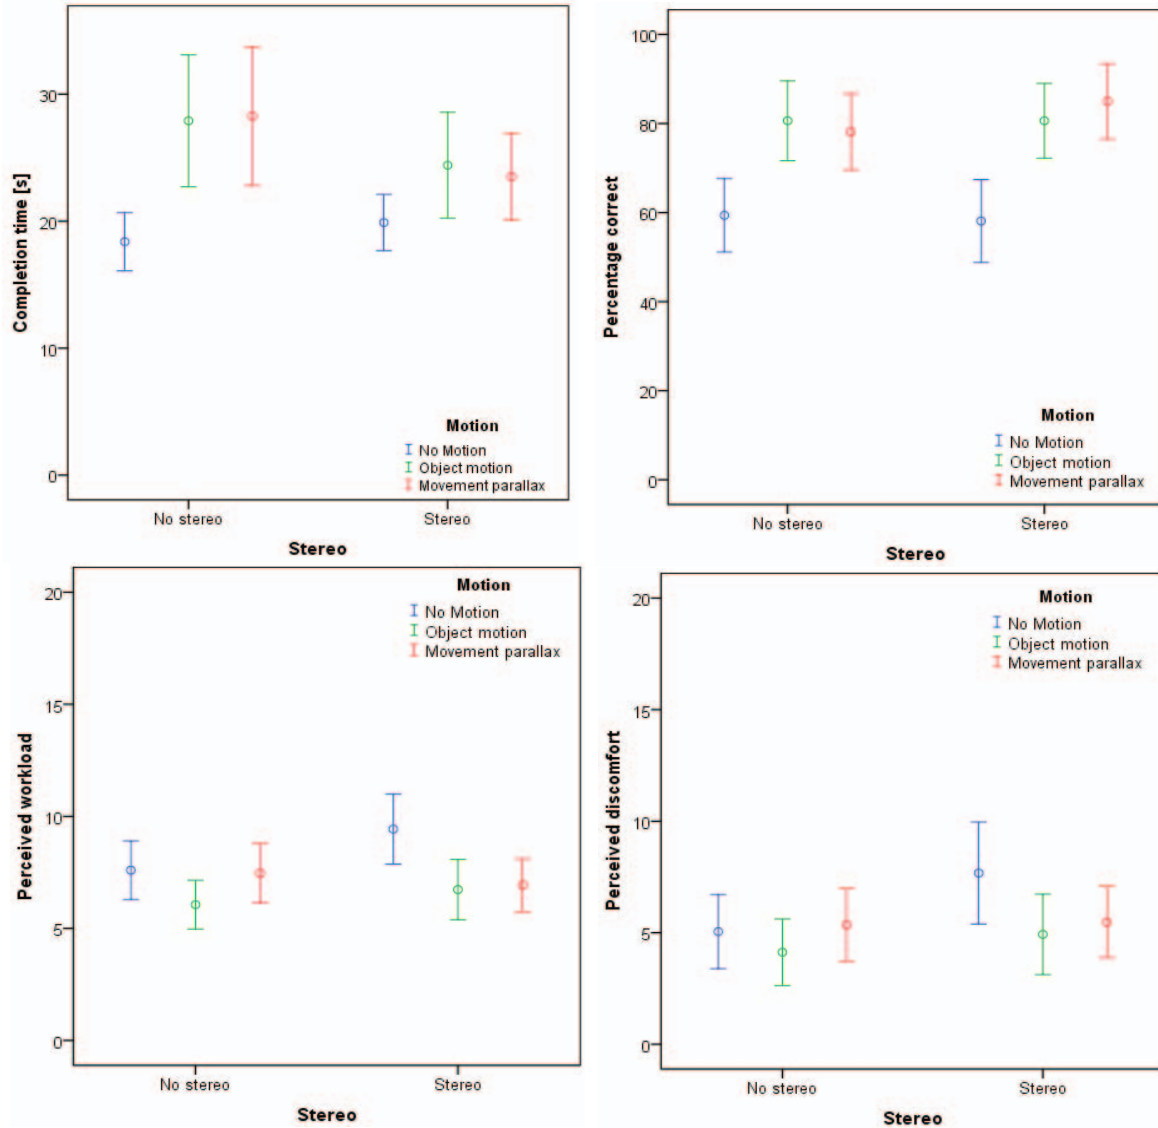 Completion time [s]
30
20
10
0
Motion
No Motion
Object motion
Movement parallax
No stereo
Stereo
Stereo
Percentage correct
100
80
60
40
20
0
Motion
No Motion
Object motion
Movement parallax
No stereo
Stereo
Stereo
Perceived workload
20
15
10
5
0
Motion
No Motion
Object motion
Movement parallax
No stereo
Stereo
Stereo
Perceived discomfort
20
15
10
5
0
Motion
No Motion
Object motion
Movement parallax
No stereo
Stereo
Stereo